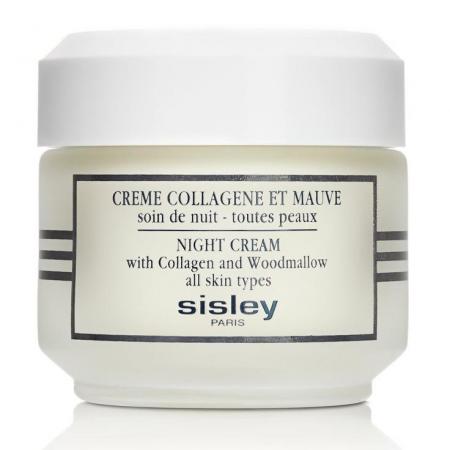 CREME COLLAGENE ET MAUVE
soin de nuit - toutes peaux
NIGHT CREAM
with Collagen and Woodmallow
all skin types
sisley
PARIS